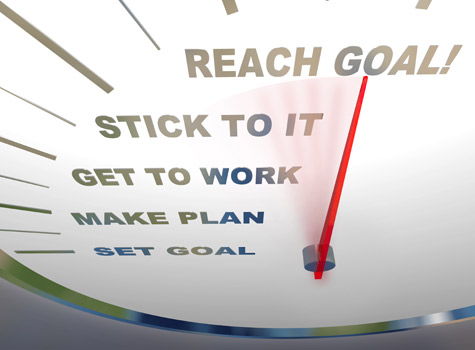 REACH GOAL!
STICK TO IT
GET TO WORK
MAKE PLAN
SET GOAL